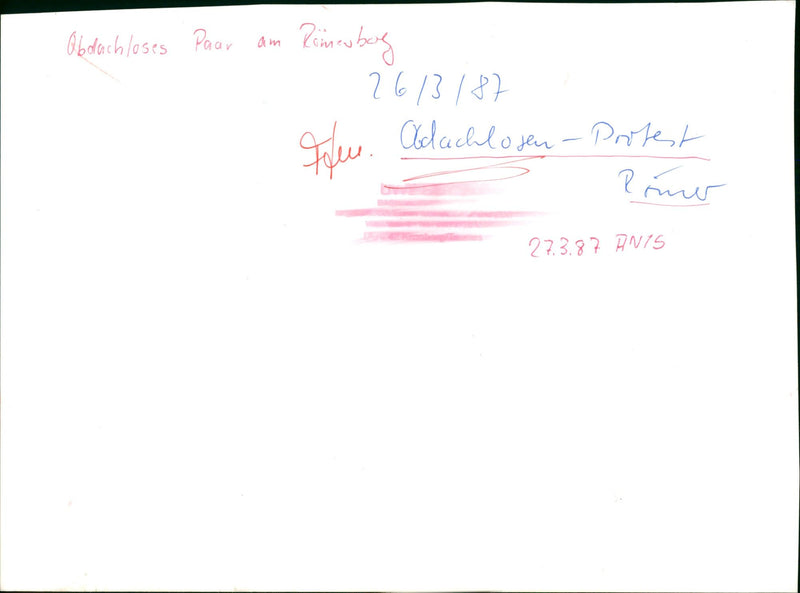 Obdachloses Paar am Römerberg
26/3/87
Obdachlosen-Protest
Römer
27.3.87